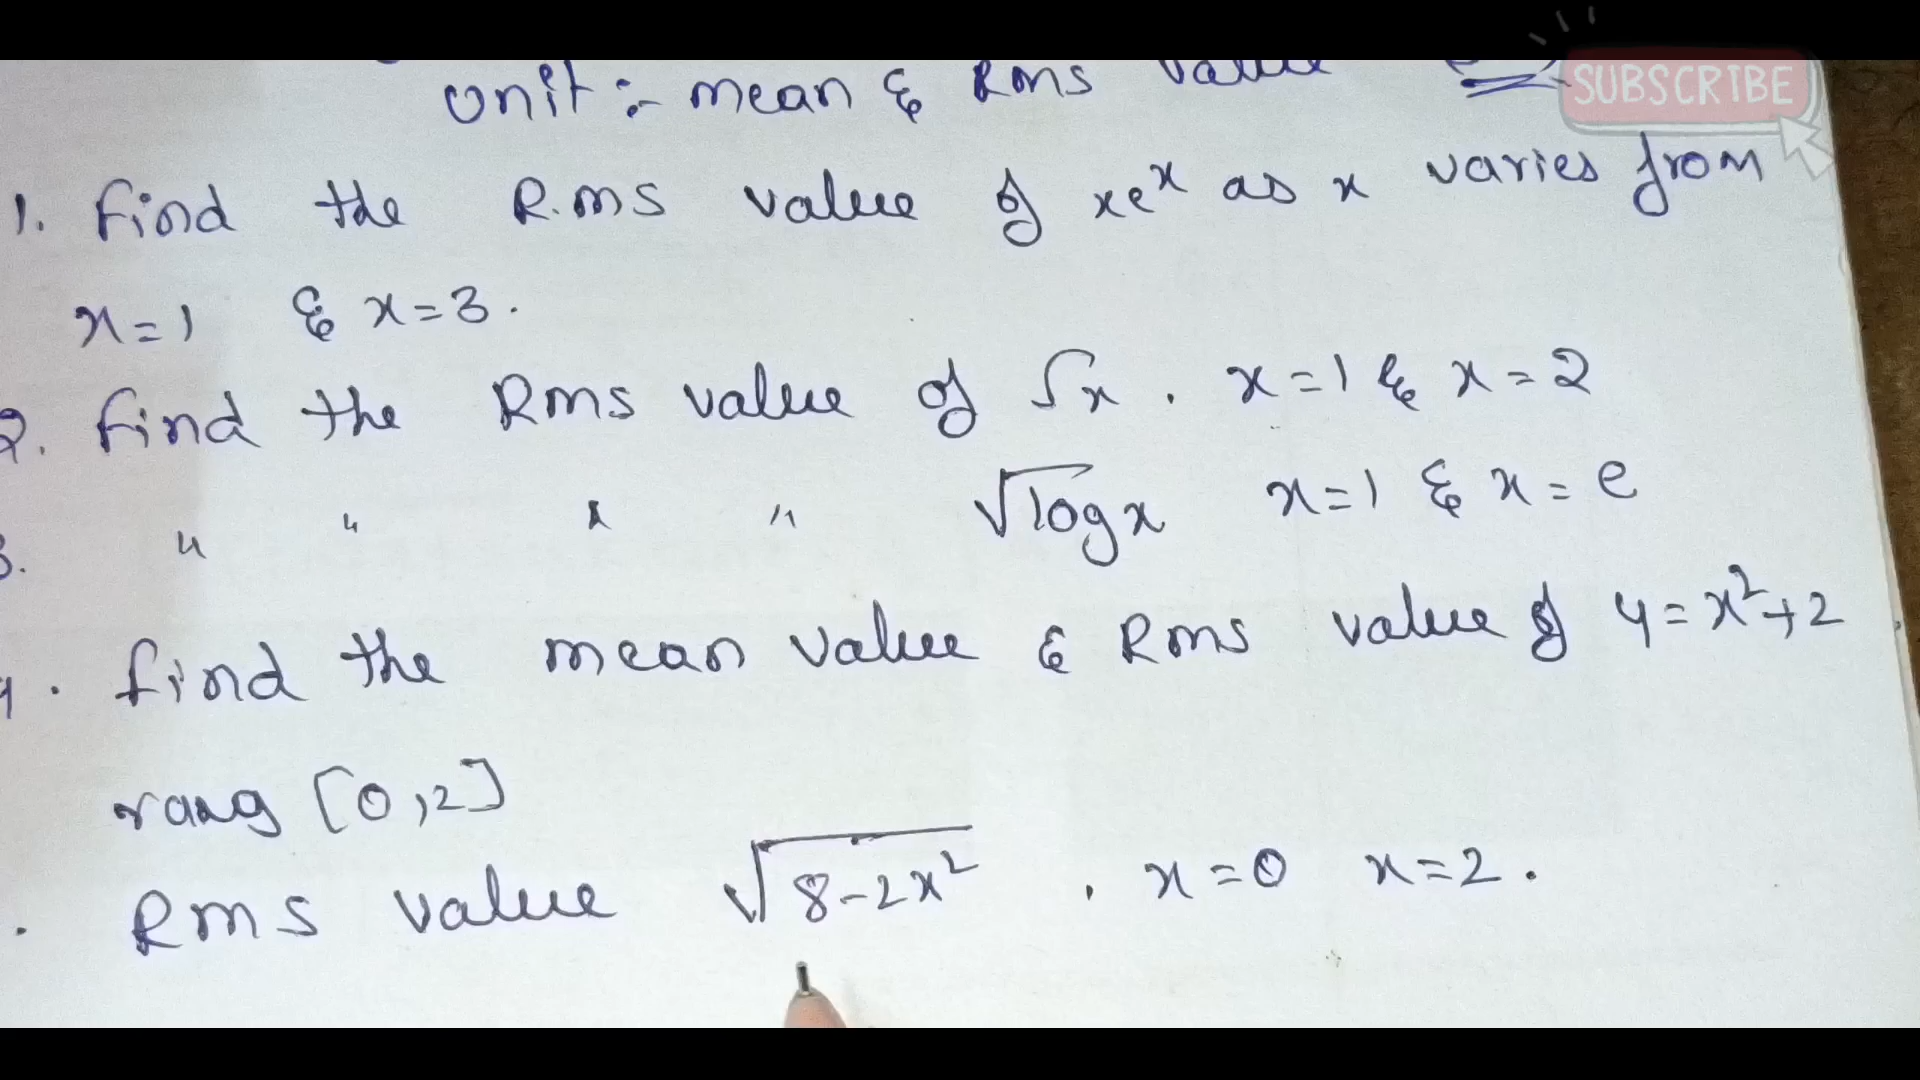 Unit :- mean & Rms value
SUBSCRIBE
1. Find the R.ms value of xe^x as x varies from
x=1 & x=3.
2. Find the Rms value of √x . x=1 & x=2
3. " " " " √logx x=1 & x=e
4. find the mean value & Rms value of y=x²+2.
rang [0,2]
. Rms value √8-2x² . x=0 x=2.